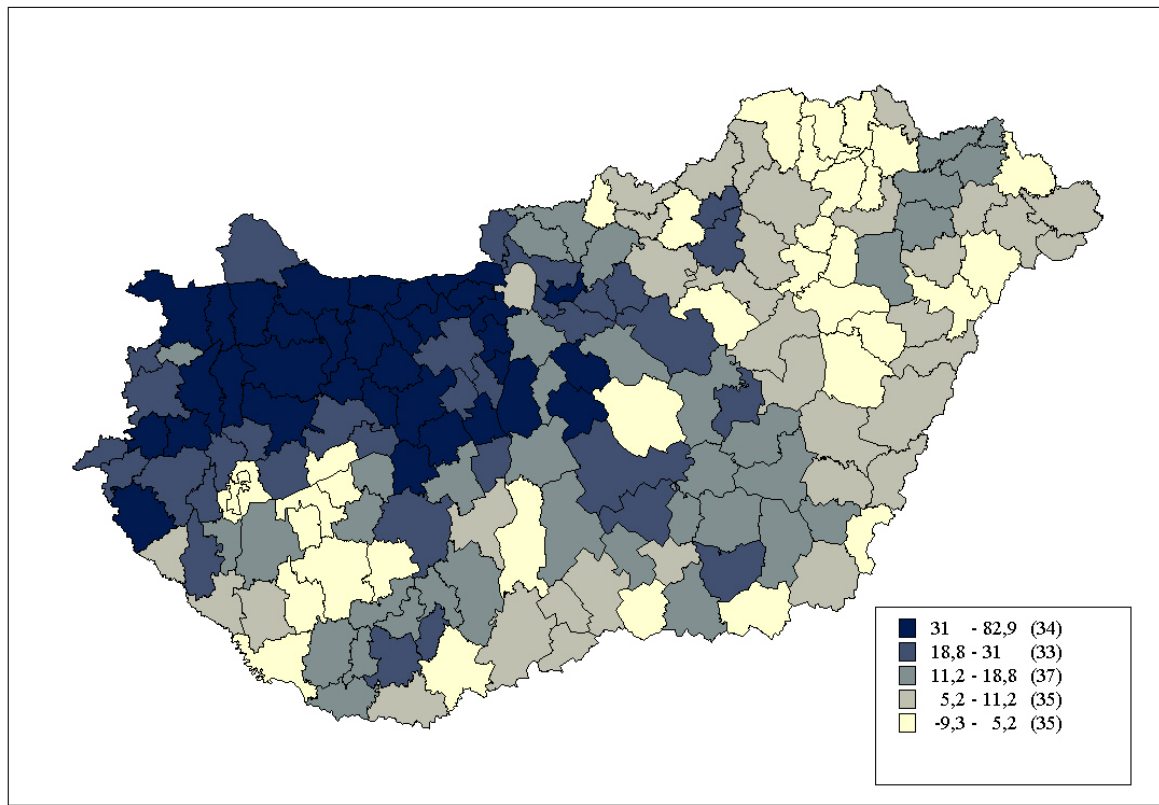 31 - 82,9 (34)
18,8 - 31 (33)
11,2 - 18,8 (37)
5,2 - 11,2 (35)
-9,3 - 5,2 (35)